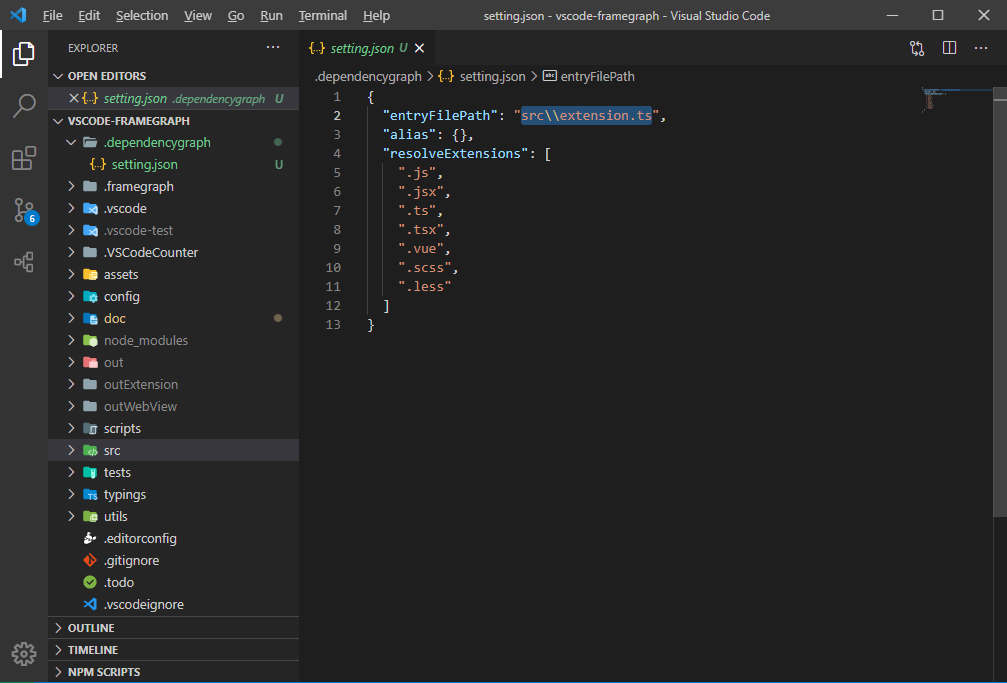 File Edit Selection View Go Run Terminal Help setting.json - vscode-framegraph - Visual Studio Code
EXPLORER
OPEN EDITORS
{..} setting.json .dependencygraph U
VSCODE-FRAMEGRAPH
.dependencygraph
{..} setting.json U
.framegraph
.vscode
.vscode-test
.VSCodeCounter
assets
config
doc
node_modules
out
outExtension
outWebView
scripts
src
tests
TS typings
utils
.editorconfig
.gitignore
.todo
.vscodeignore
OUTLINE
TIMELINE
NPM SCRIPTS
6
{..} setting.json U
.dependencygraph > {..} setting.json > abc entryFilePath
1 {
2 "entryFilePath": "src\\extension.ts",
3 "alias": {},
4 "resolveExtensions": [
5 ".js",
6 ".jsx",
7 ".ts",
8 ".tsx",
9 ".vue",
10 ".scss",
11 ".less"
12 ]
13 }